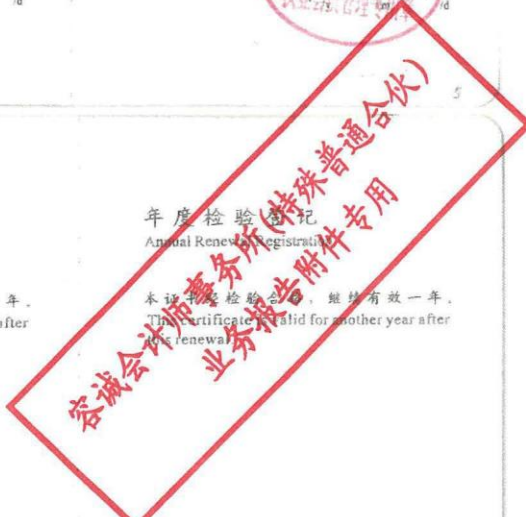 /d
/y /m /d
5
年度检验登记
Annual Renewal Registration
年．
after
本证书经检验合格，继续有效一年．
This certificate is valid for another year after
this renewal.
容诚会计师事务所(特殊普通合伙)
业务报告附件专用